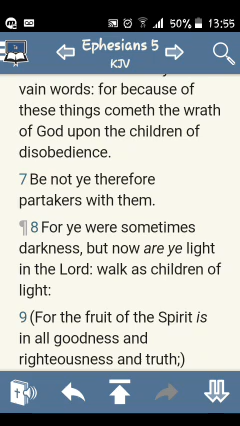 50% 13:55
Ephesians 5
KJV
vain words: for because of
these things cometh the wrath
of God upon the children of
disobedience.
7 Be not ye therefore
partakers with them.
¶8 For ye were sometimes
darkness, but now are ye light
in the Lord: walk as children of
light:
9 (For the fruit of the Spirit is
in all goodness and
righteousness and truth;)